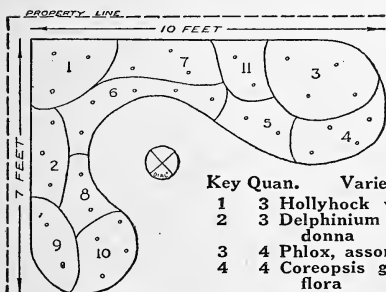 PROPERTY LINE
10 FEET
7 FEET
1
7
11
3
6
5
4
2
8
DIAL
9
10
Key Quan. Varie
1 3 Hollyhock
2 3 Delphinium
donna
3 4 Phlox, assor
4 4 Coreopsis g
flora